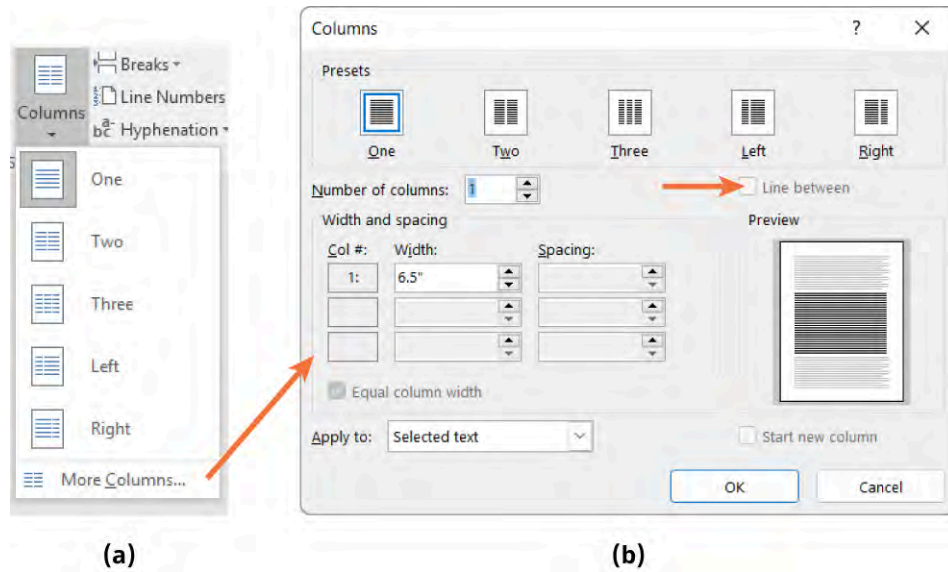 Breaks
Line Numbers
Columns
bc Hyphenation
One
Two
Three
Left
Right
More Columns...
(a)
Columns
? X
Presets
One Two Three Left Right
Number of columns: 1
Line between
Width and spacing
Preview
Col #: Width: Spacing:
1: 6.5"
Equal column width
Apply to: Selected text
Start new column
OK Cancel
(b)